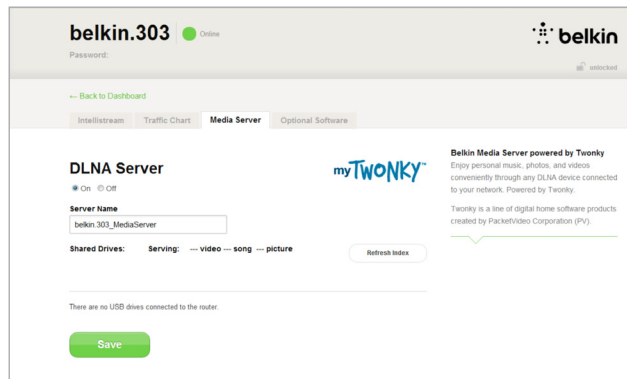 belkin.303
Online
belkin
Password:
unlocked
← Back to Dashboard
Intellistream Traffic Chart Media Server Optional Software
DLNA Server
On Off
my TWONKY™
Server Name
belkin.303_MediaServer
Shared Drives: Serving: --- video --- song --- picture
Refresh Index
There are no USB drives connected to the router.
Save
Belkin Media Server powered by Twonky
Enjoy personal music, photos, and videos
conveniently through any DLNA device connected
to your network. Powered by Twonky.
Twonky is a line of digital home software products
created by PacketVideo Corporation (PV).